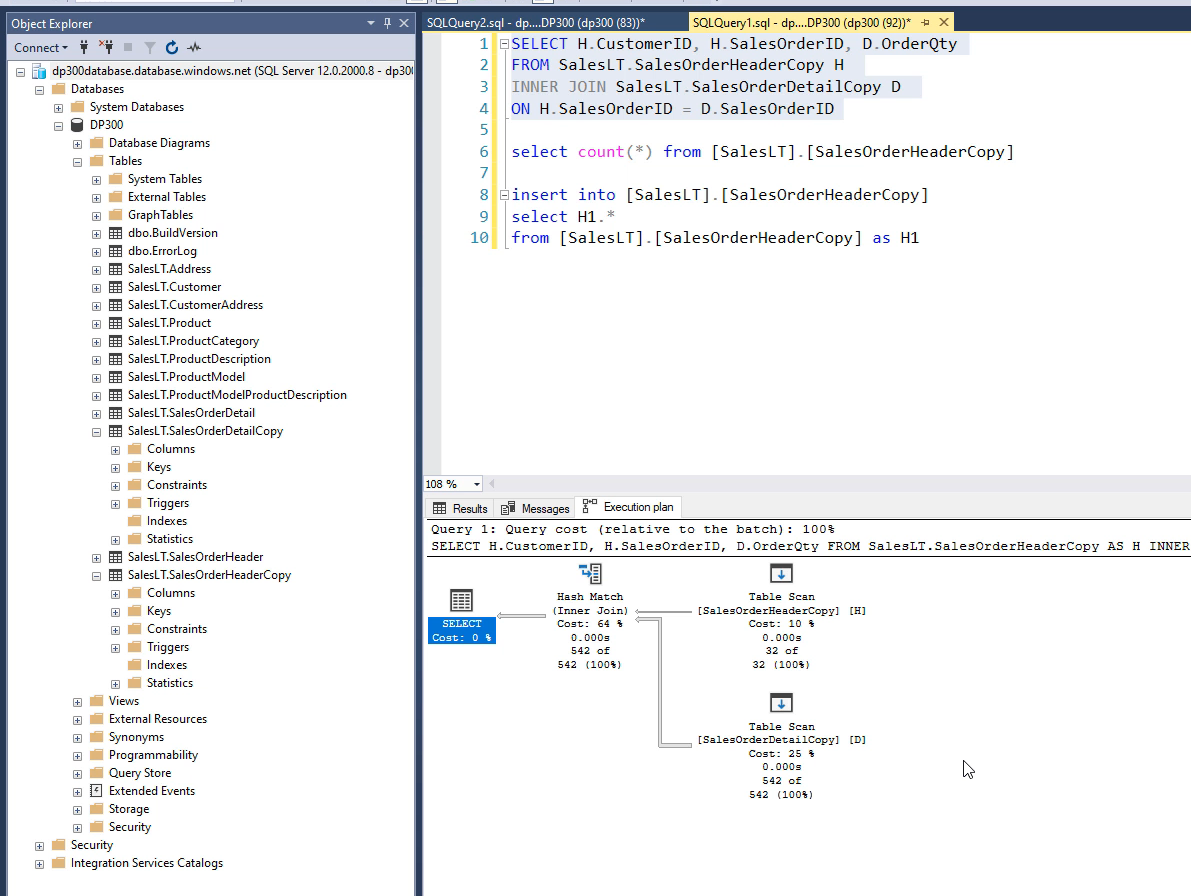 Object Explorer
Connect
dp300database.database.windows.net (SQL Server 12.0.2000.8 - dp300
Databases
System Databases
DP300
Database Diagrams
Tables
System Tables
External Tables
GraphTables
dbo.BuildVersion
dbo.ErrorLog
SalesLT.Address
SalesLT.Customer
SalesLT.CustomerAddress
SalesLT.Product
SalesLT.ProductCategory
SalesLT.ProductDescription
SalesLT.ProductModel
SalesLT.ProductModelProductDescription
SalesLT.SalesOrderDetail
SalesLT.SalesOrderDetailCopy
Columns
Keys
Constraints
Triggers
Indexes
Statistics
SalesLT.SalesOrderHeader
SalesLT.SalesOrderHeaderCopy
Columns
Keys
Constraints
Triggers
Indexes
Statistics
Views
External Resources
Synonyms
Programmability
Query Store
Extended Events
Storage
Security
Security
Integration Services Catalogs
SQLQuery2.sql - dp....DP300 (dp300 (83))*
SQLQuery1.sql - dp....DP300 (dp300 (92))*
1 SELECT H.CustomerID, H.SalesOrderID, D.OrderQty
2 FROM SalesLT.SalesOrderHeaderCopy H
3 INNER JOIN SalesLT.SalesOrderDetailCopy D
4 ON H.SalesOrderID = D.SalesOrderID
5
6 select count(*) from [SalesLT].[SalesOrderHeaderCopy]
7
8 insert into [SalesLT].[SalesOrderHeaderCopy]
9 select H1.*
10 from [SalesLT].[SalesOrderHeaderCopy] as H1
108 %
Results
Messages
Execution plan
Query 1: Query cost (relative to the batch): 100%
SELECT H.CustomerID, H.SalesOrderID, D.OrderQty FROM SalesLT.SalesOrderHeaderCopy AS H INNER
SELECT
Cost: 0 %
Hash Match
(Inner Join)
Cost: 64 %
0.000s
542 of
542 (100%)
Table Scan
[SalesOrderHeaderCopy] [H]
Cost: 10 %
0.000s
32 of
32 (100%)
Table Scan
[SalesOrderDetailCopy] [D]
Cost: 25 %
0.000s
542 of
542 (100%)